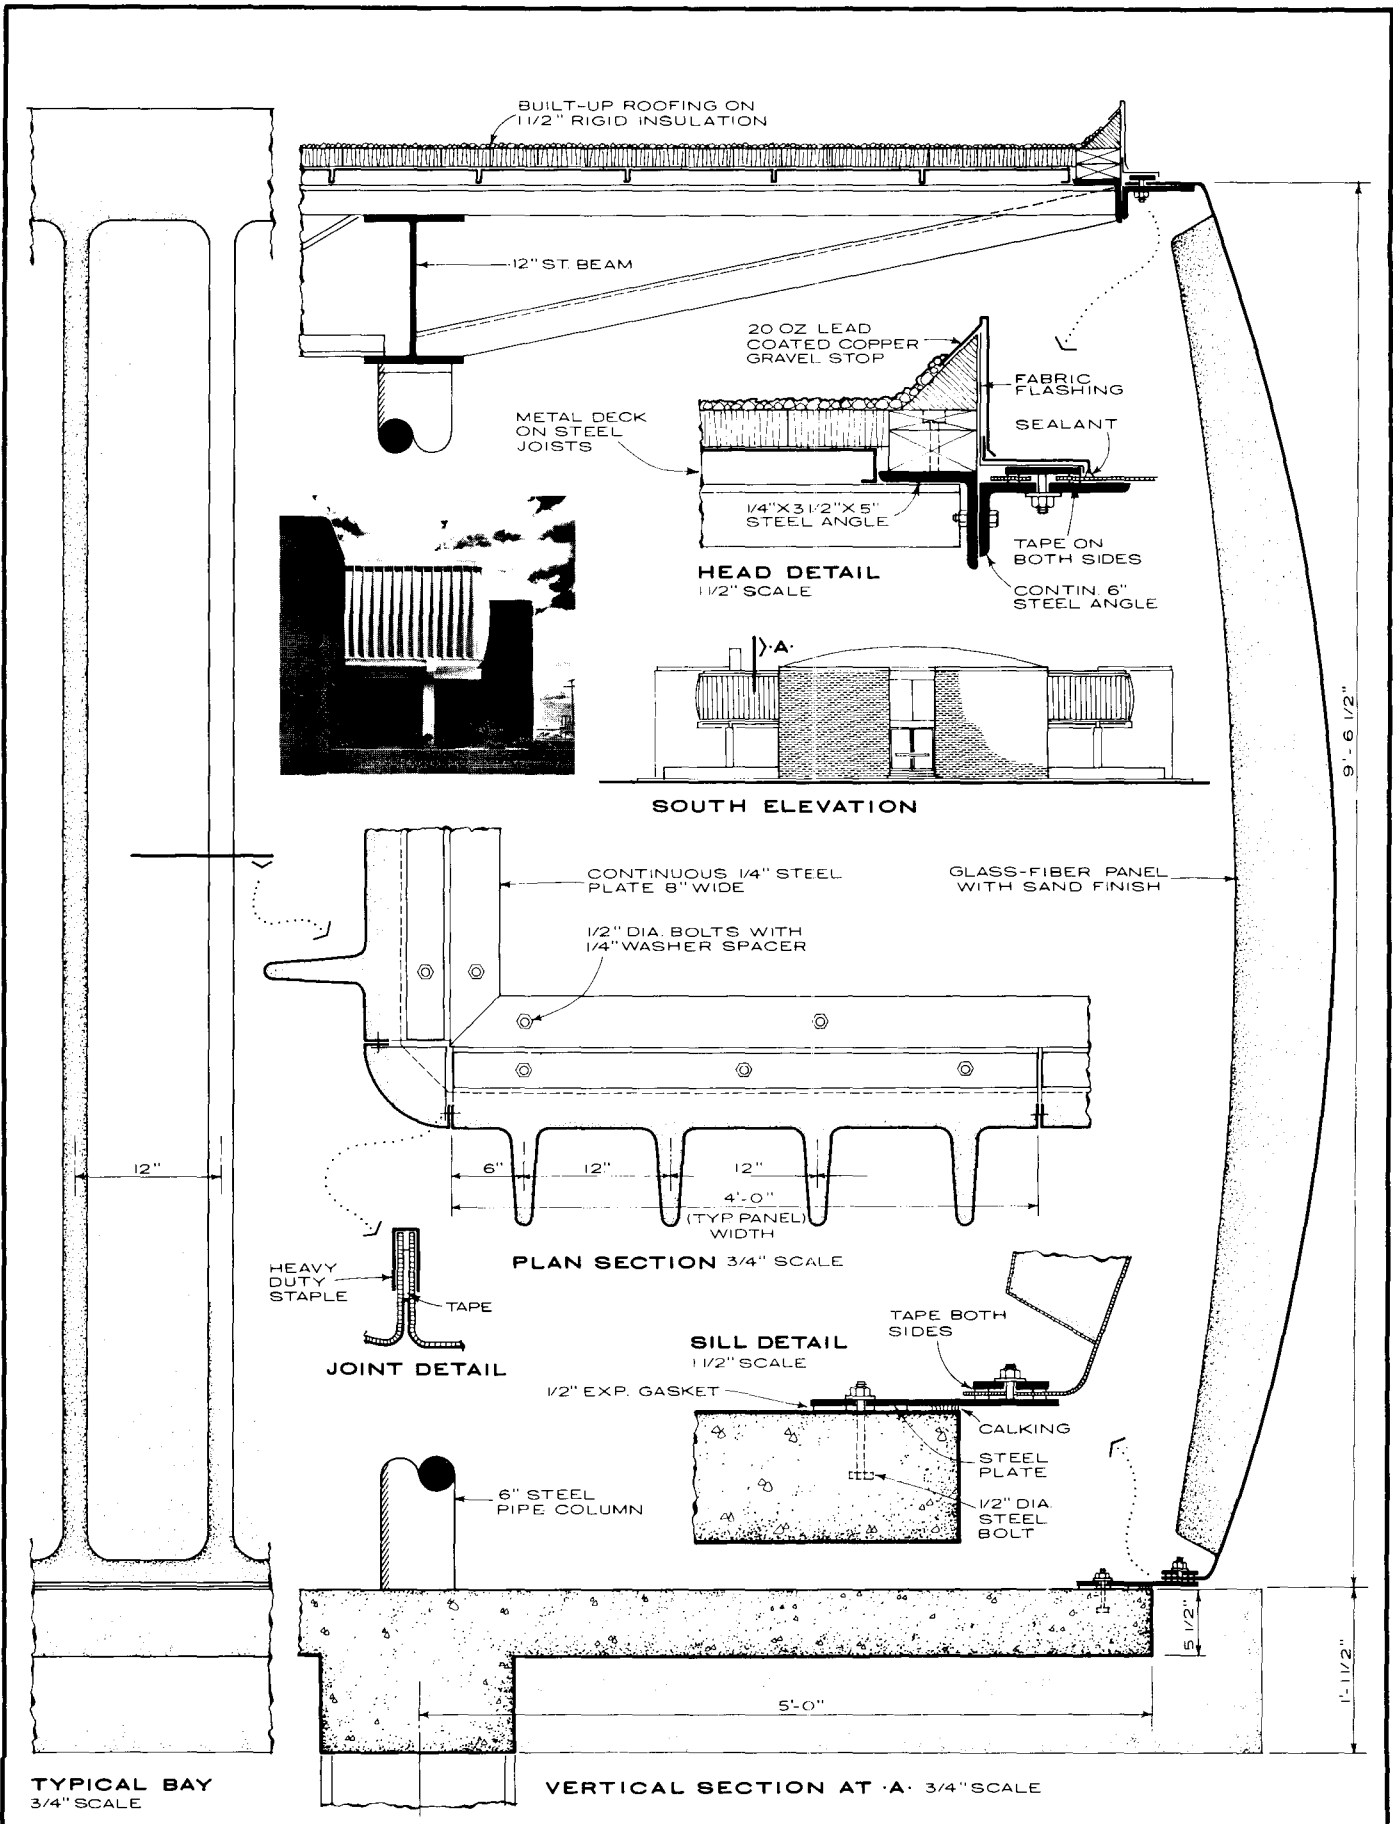 BUILT-UP ROOFING ON
1 1/2" RIGID INSULATION
12" ST. BEAM
20 OZ LEAD
COATED COPPER
GRAVEL STOP
FABRIC
FLASHING
SEALANT
METAL DECK
ON STEEL
JOISTS
1/4" X 3 1/2" X 5"
STEEL ANGLE
TAPE ON
BOTH SIDES
HEAD DETAIL
1 1/2" SCALE
CONTIN. 6"
STEEL ANGLE
·A·
9'-6 1/2"
SOUTH ELEVATION
CONTINUOUS 1/4" STEEL
PLATE 8" WIDE
GLASS-FIBER PANEL
WITH SAND FINISH
1/2" DIA. BOLTS WITH
1/4" WASHER SPACER
12"
6"
12"
12"
4'-0"
(TYP. PANEL)
WIDTH
PLAN SECTION 3/4" SCALE
HEAVY
DUTY
STAPLE
TAPE
JOINT DETAIL
TAPE BOTH
SIDES
SILL DETAIL
1 1/2" SCALE
1/2" EXP. GASKET
CALKING
STEEL
PLATE
1/2" DIA.
STEEL
BOLT
6" STEEL
PIPE COLUMN
5 1/2"
1'-1 1/2"
5'-0"
TYPICAL BAY
3/4" SCALE
VERTICAL SECTION AT ·A· 3/4" SCALE